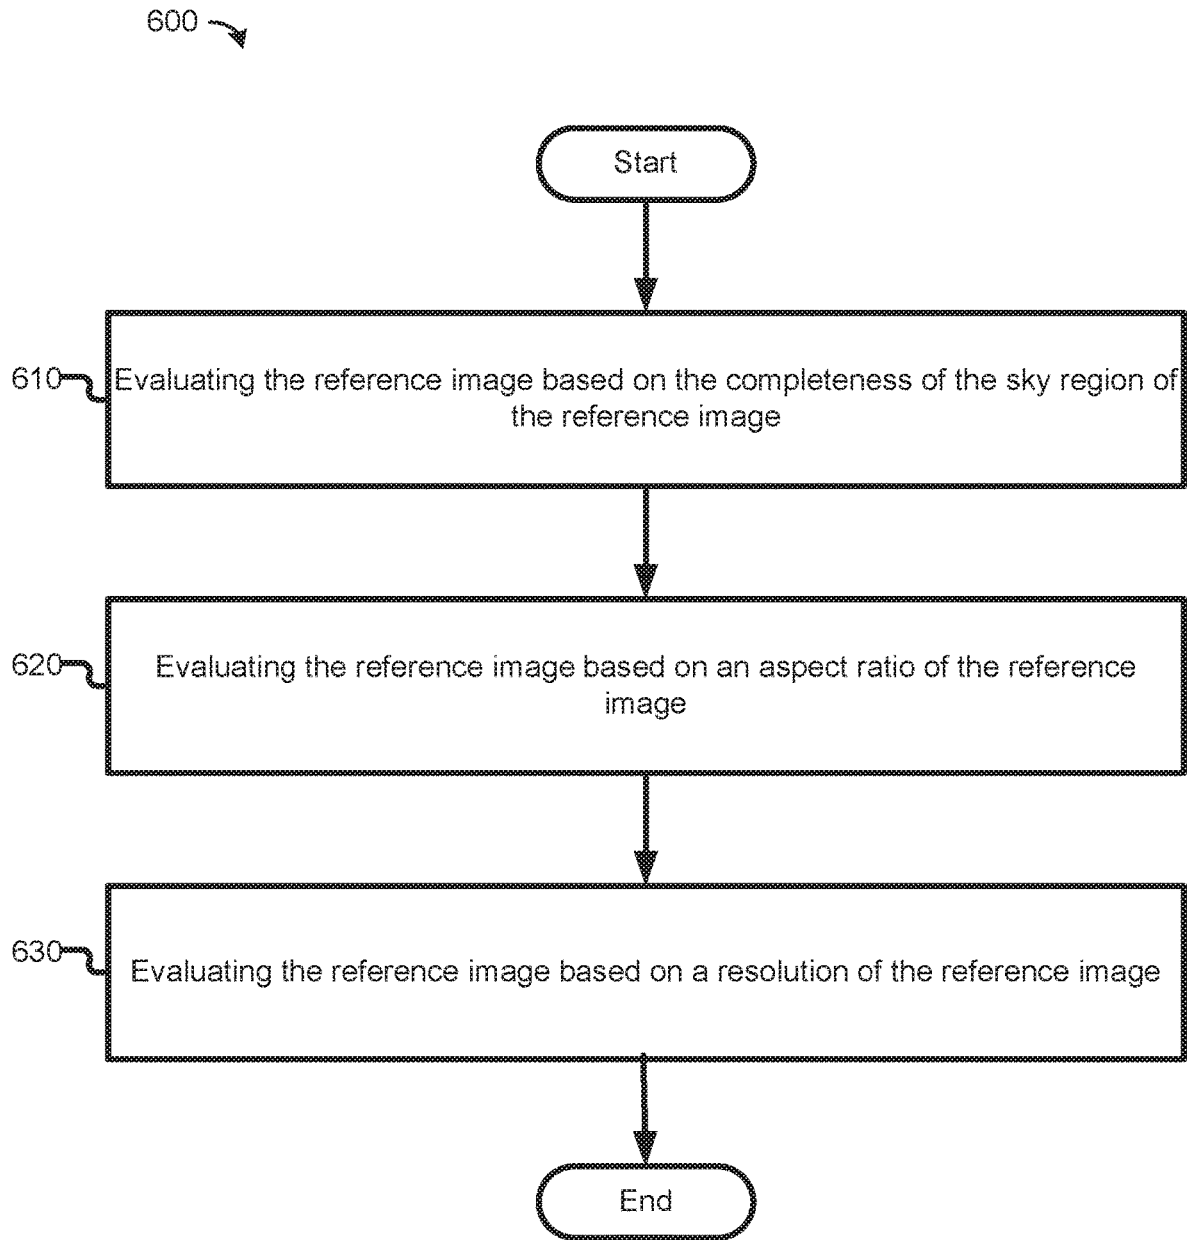 600
Start
610
Evaluating the reference image based on the completeness of the sky region of
the reference image
620
Evaluating the reference image based on an aspect ratio of the reference
image
630
Evaluating the reference image based on a resolution of the reference image
End